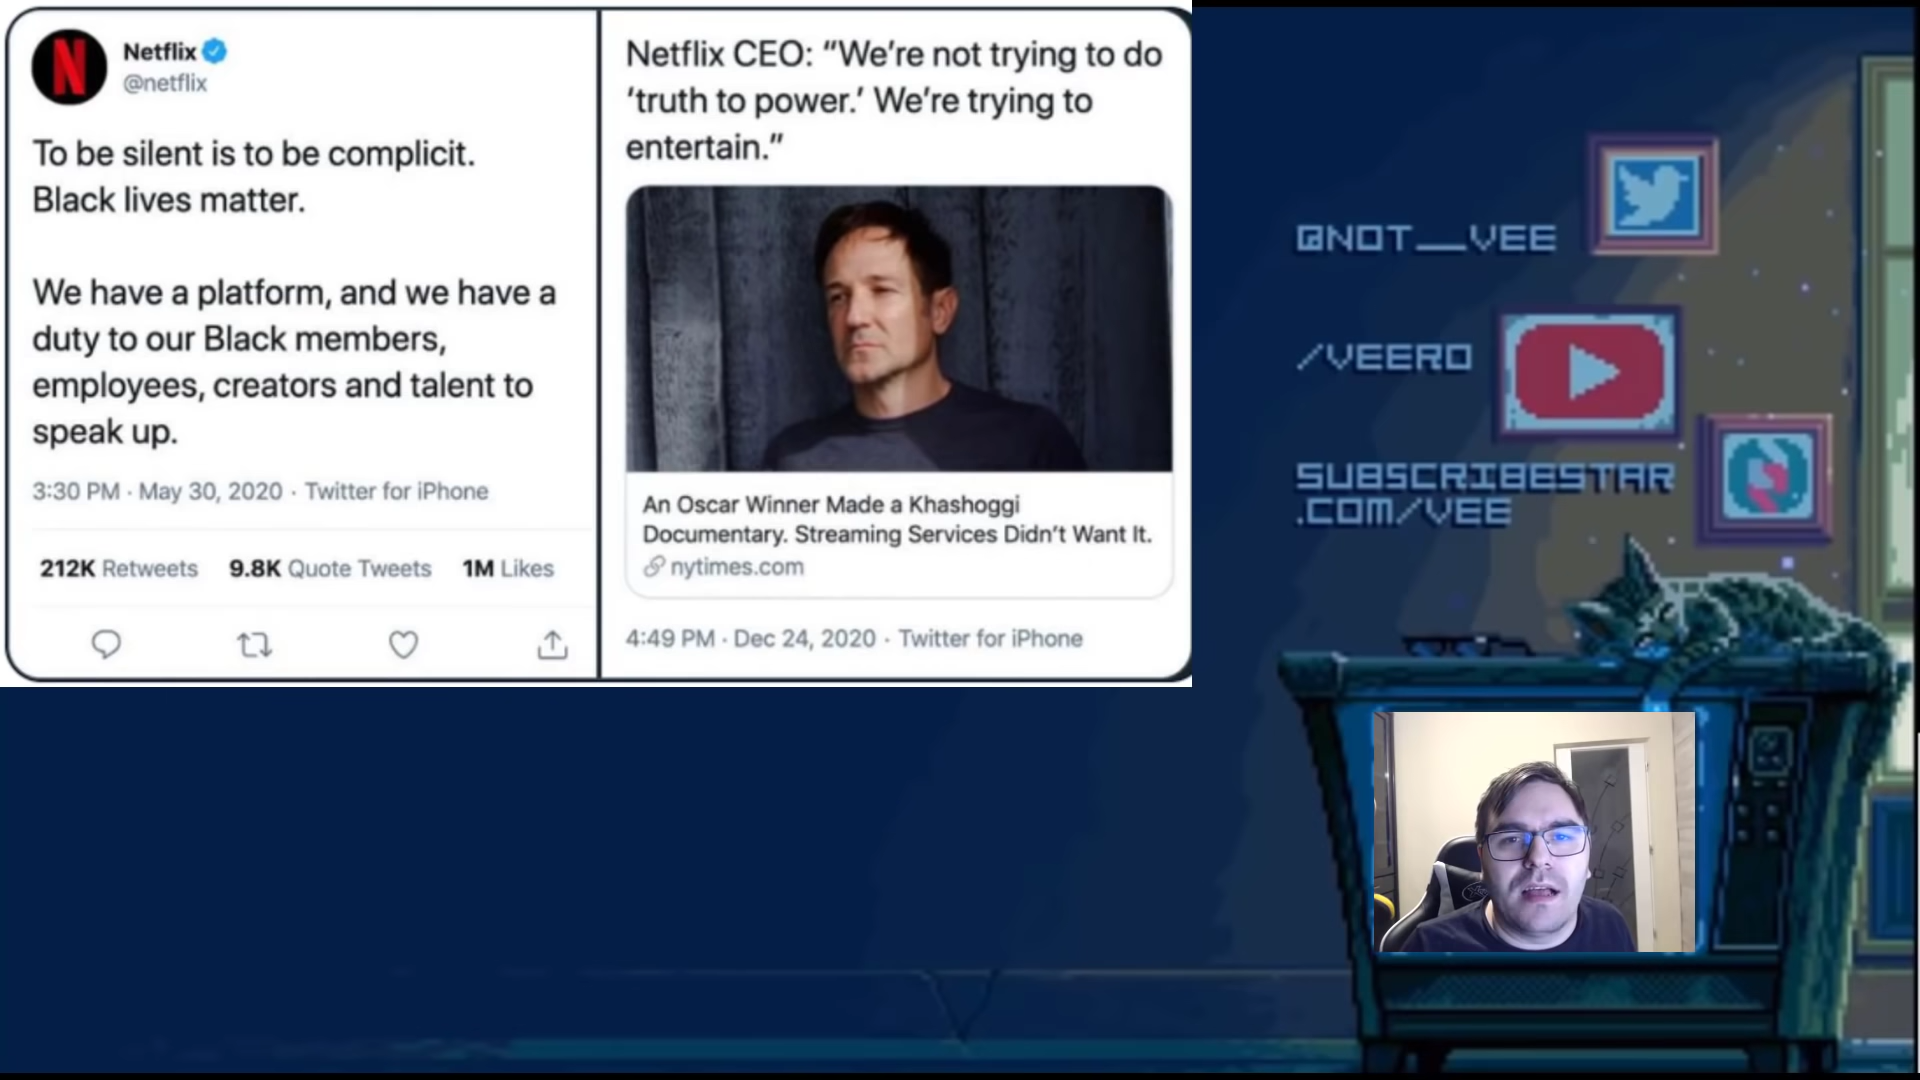 Netflix
@netflix
To be silent is to be complicit.
Black lives matter.
We have a platform, and we have a
duty to our Black members,
employees, creators and talent to
speak up.
3:30 PM · May 30, 2020 · Twitter for iPhone
212K Retweets 9.8K Quote Tweets 1M Likes
Netflix CEO: “We’re not trying to do
‘truth to power.’ We’re trying to
entertain.”
An Oscar Winner Made a Khashoggi
Documentary. Streaming Services Didn’t Want It.
nytimes.com
4:49 PM · Dec 24, 2020 · Twitter for iPhone
@NOT__VEE
/VEERO
SUBSCRIBESTAR
.COM/VEE